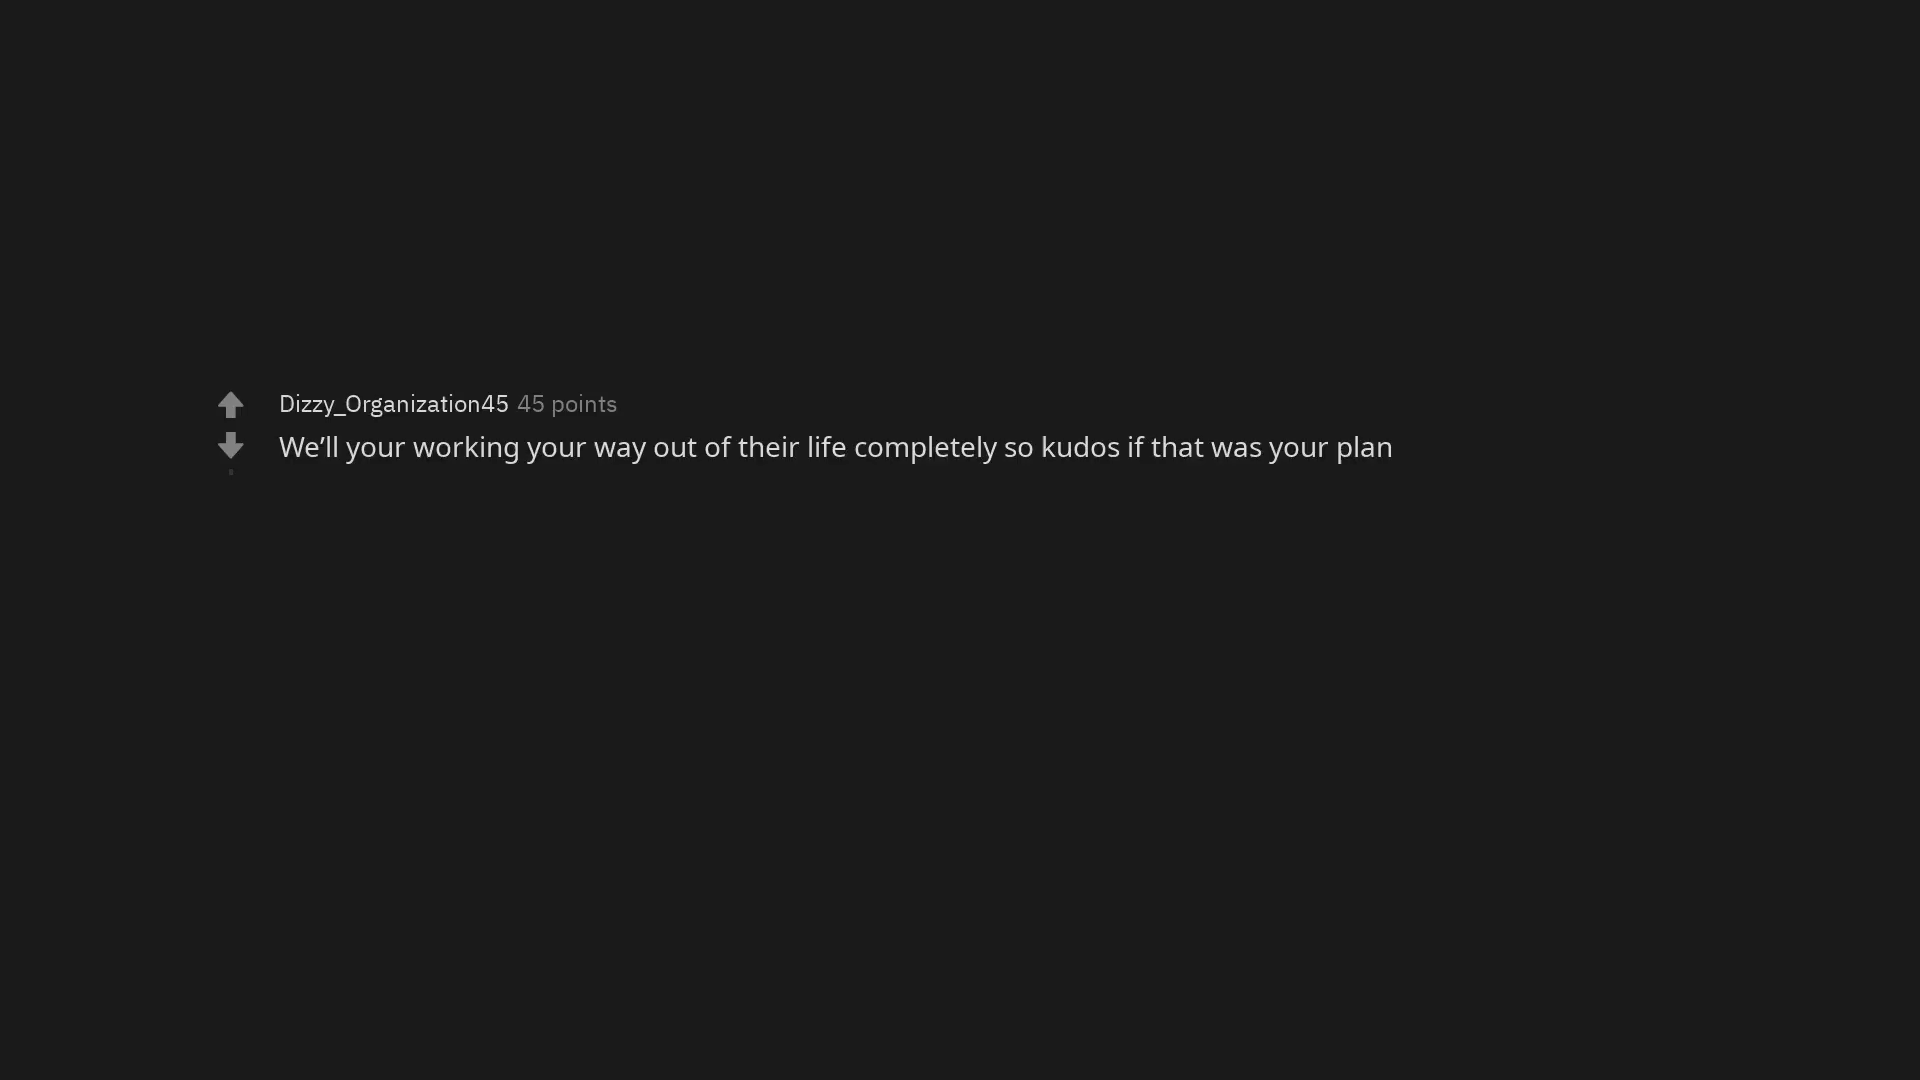 Dizzy_Organization45 45 points
We’ll your working your way out of their life completely so kudos if that was your plan